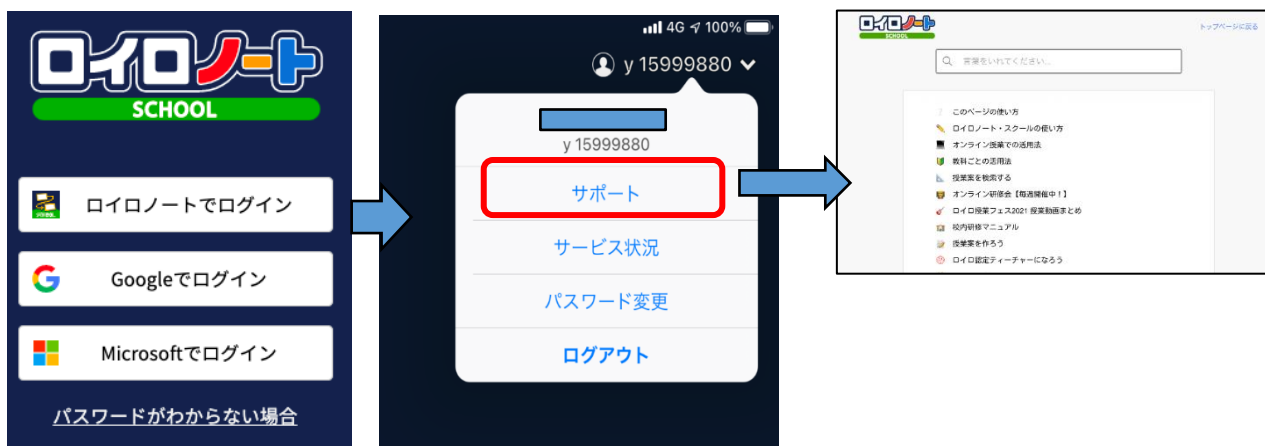 ロイロノート
SCHOOL
ロイロノートでログイン
Googleでログイン
Microsoftでログイン
パスワードがわからない場合
4G 100%
y 15999880
y 15999880
サポート
サービス状況
パスワード変更
ログアウト
ロイロノート
SCHOOL
トップページに戻る
言葉をいれてください...
このページの使い方
ロイロノート・スクールの使い方
オンライン授業での活用法
教科ごとの活用法
授業案を検索する
オンライン研修会【毎週開催中！】
ロイロ授業フェス2021 授業動画まとめ
校内研修マニュアル
授業案を作ろう
ロイロ認定ティーチャーになろう